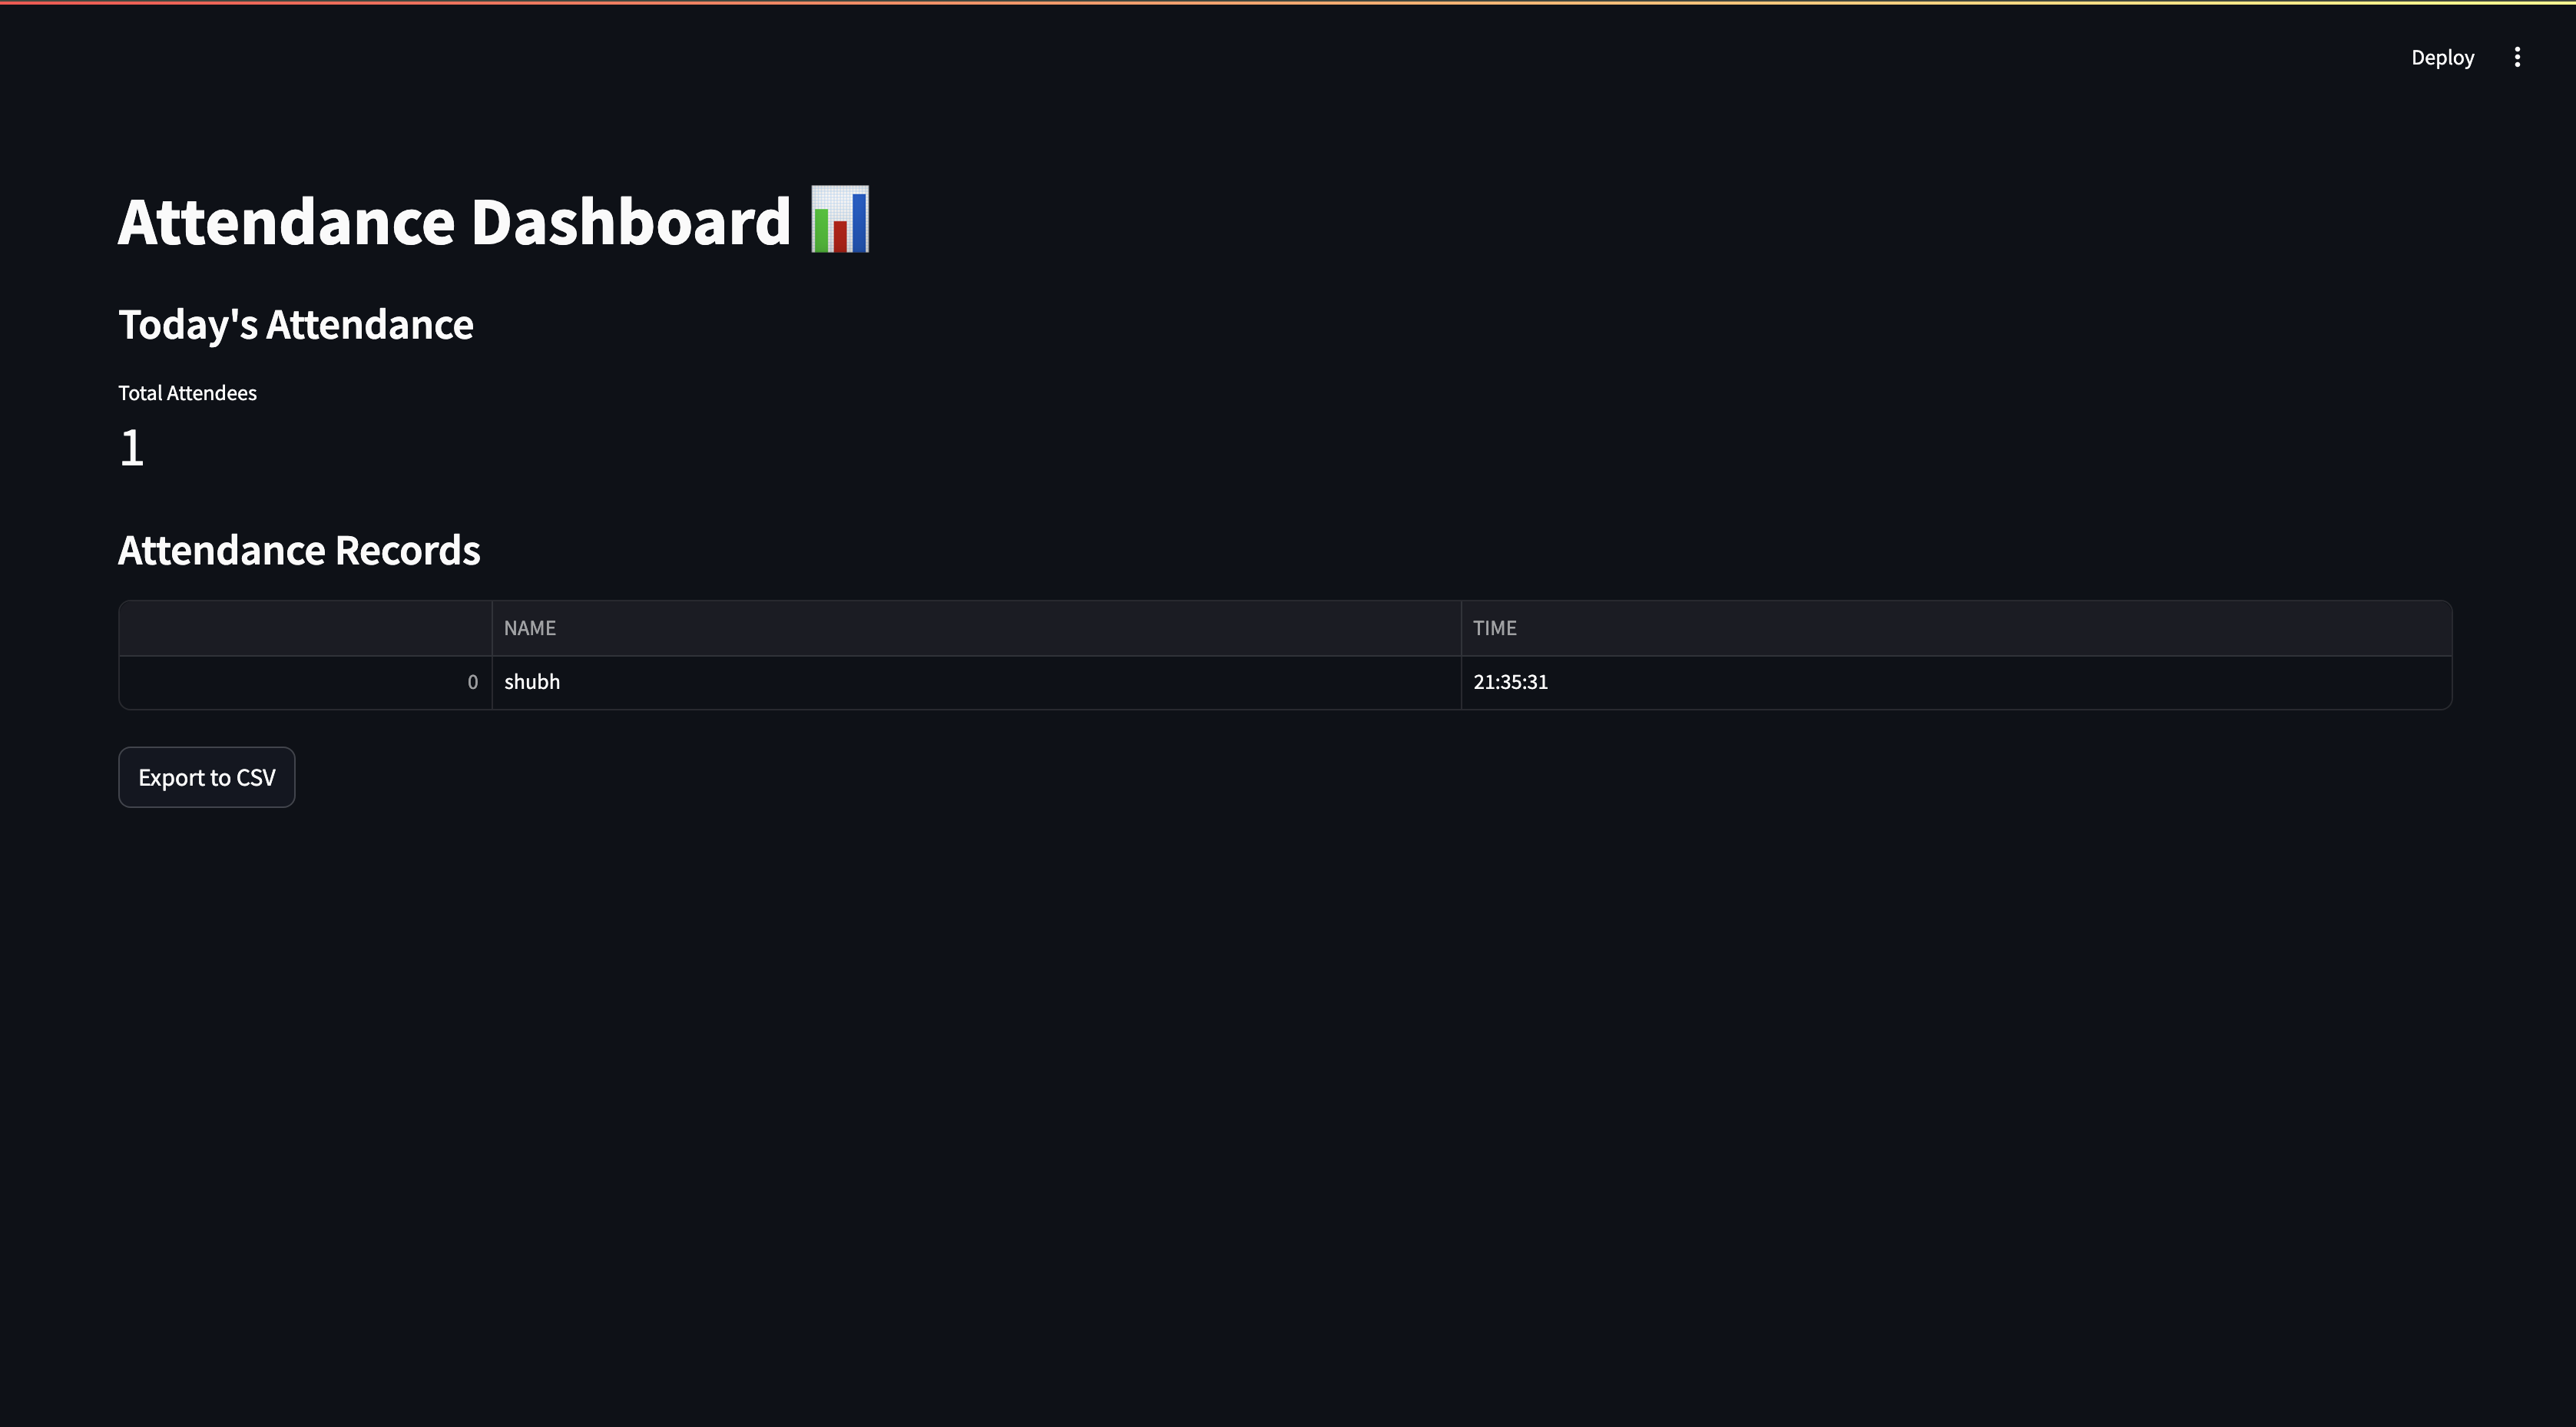 Deploy
Attendance Dashboard 📊
Today's Attendance
Total Attendees
1
Attendance Records
NAME TIME
0 shubh 21:35:31
Export to CSV